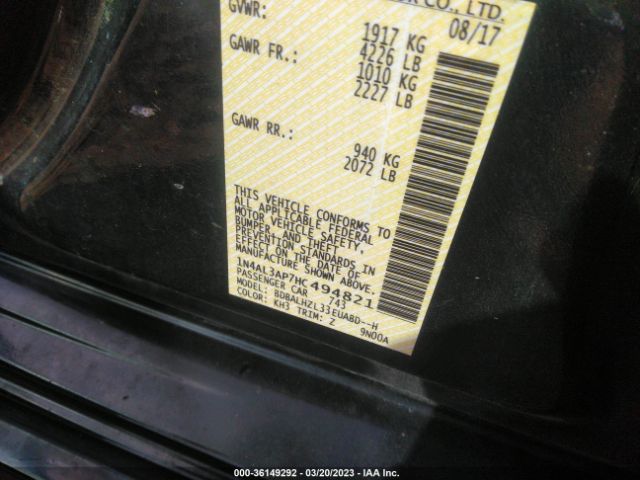 CO., LTD.
08/17
GVWR:
1917 KG
4226 LB
GAWR FR.:
1010 KG
2227 LB
GAWR RR.:
940 KG
2072 LB
THIS VEHICLE CONFORMS TO
ALL APPLICABLE FEDERAL
MOTOR VEHICLE SAFETY,
BUMPER, AND THEFT
PREVENTION STANDARDS IN
EFFECT ON THE DATE OF
MANUFACTURE SHOWN ABOVE.
1N4AL3AP7HC494821
PASSENGER CAR 743
MODEL: BDBALHZL33EUABD--H
COLOR: KH3 TRIM: Z 9N00A
000-36149292 - 03/20/2023 - IAA Inc.